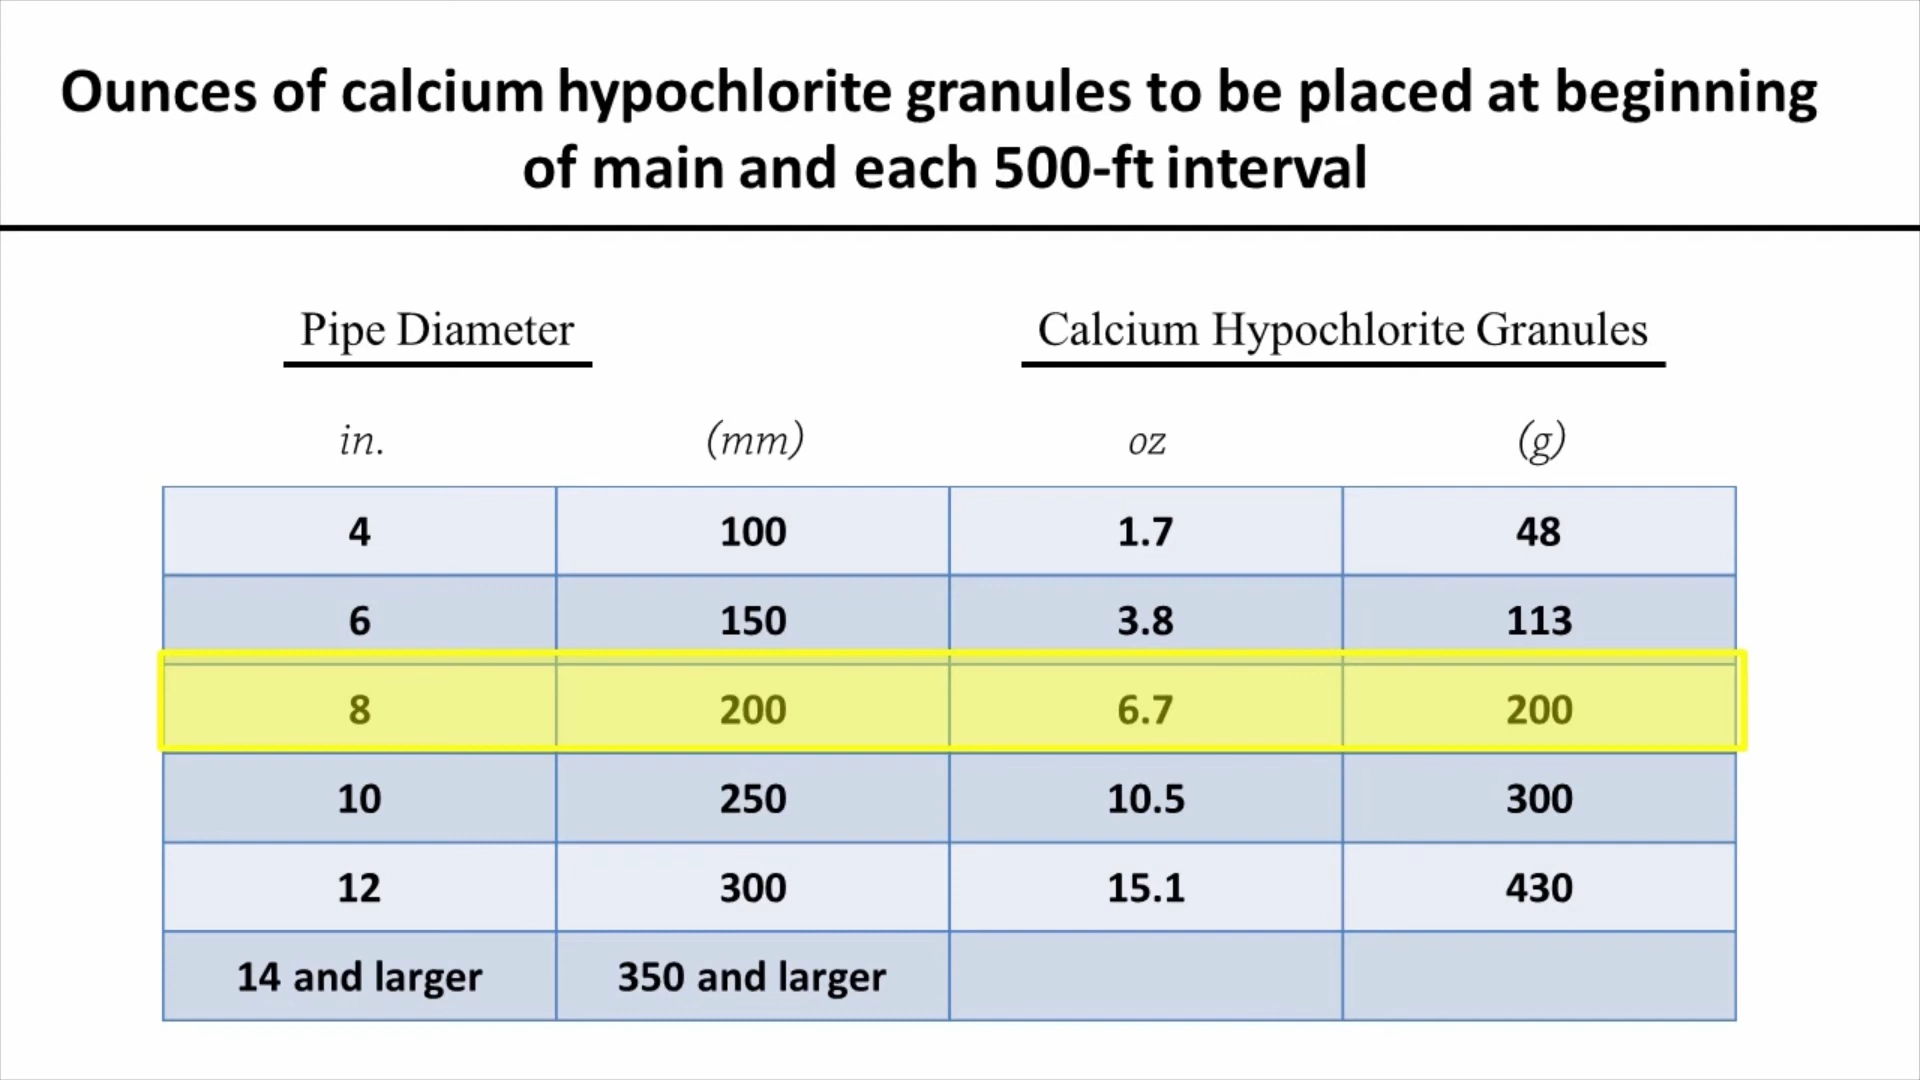 Ounces of calcium hypochlorite granules to be placed at beginning
of main and each 500-ft interval
Pipe Diameter Calcium Hypochlorite Granules
in. (mm) oz (g)
4 100 1.7 48
6 150 3.8 113
8 200 6.7 200
10 250 10.5 300
12 300 15.1 430
14 and larger 350 and larger